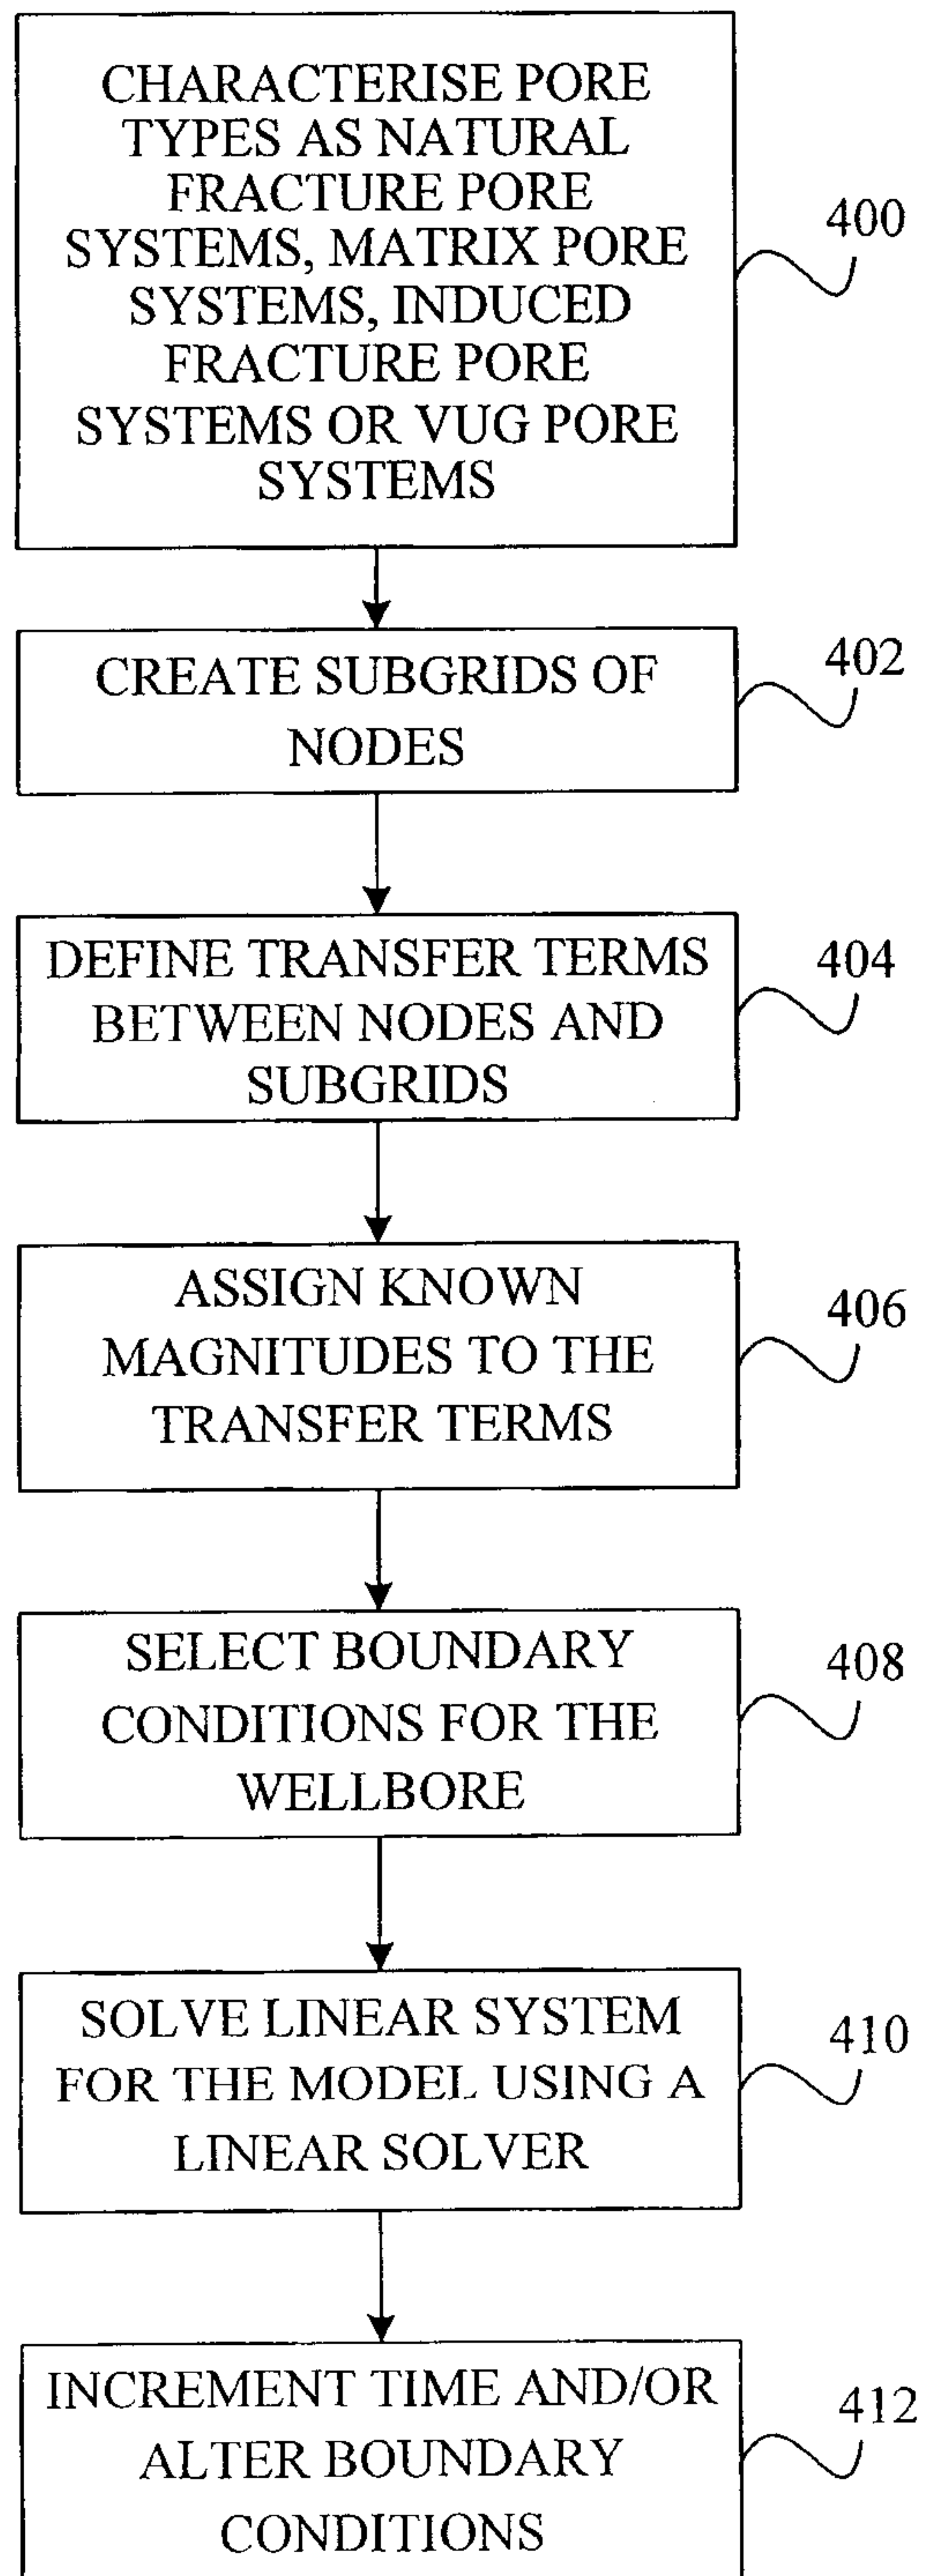 CHARACTERISE PORE
TYPES AS NATURAL
FRACTURE PORE
SYSTEMS, MATRIX PORE
SYSTEMS, INDUCED
FRACTURE PORE
SYSTEMS OR VUG PORE
SYSTEMS
400
CREATE SUBGRIDS OF
NODES
402
DEFINE TRANSFER TERMS
BETWEEN NODES AND
SUBGRIDS
404
ASSIGN KNOWN
MAGNITUDES TO THE
TRANSFER TERMS
406
SELECT BOUNDARY
CONDITIONS FOR THE
WELLBORE
408
SOLVE LINEAR SYSTEM
FOR THE MODEL USING A
LINEAR SOLVER
410
INCREMENT TIME AND/OR
ALTER BOUNDARY
CONDITIONS
412